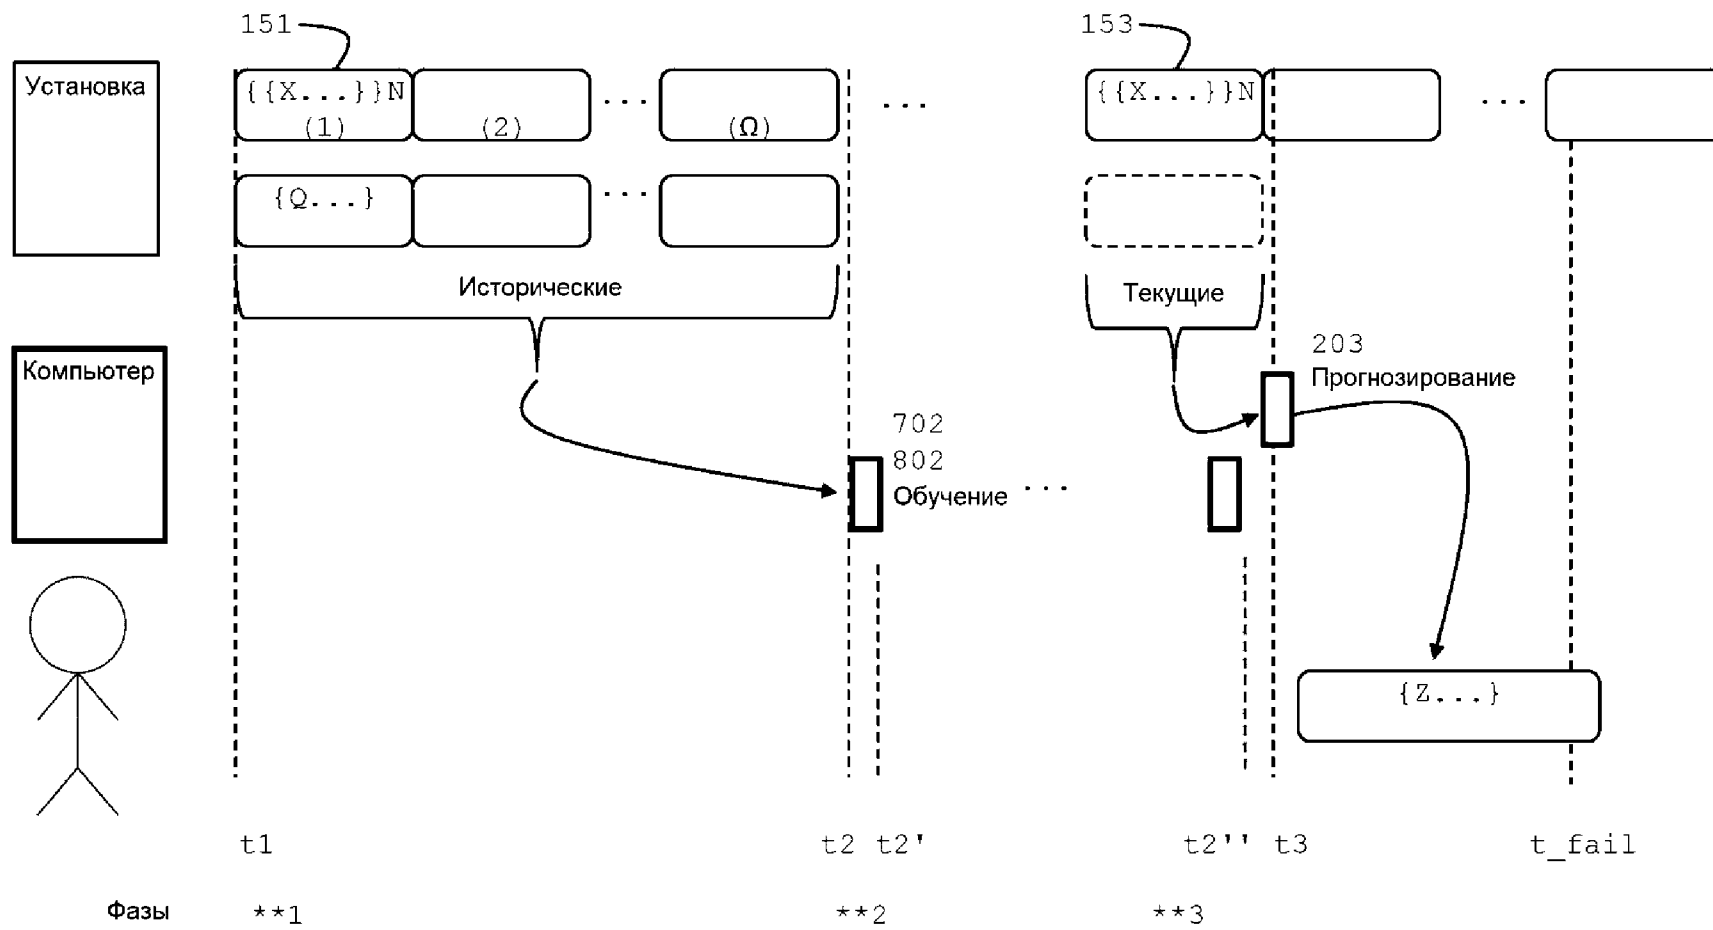 151
153
Установка
{{X...}}N
(1)
(2)
...
(Ω)
...
{{X...}}N
...
{Q...}
...
Исторические
Текущие
Компьютер
203
Прогнозирование
702
802
Обучение
...
{Z...}
t1
t2 t2'
t2'' t3
t_fail
Фазы
**1
**2
**3